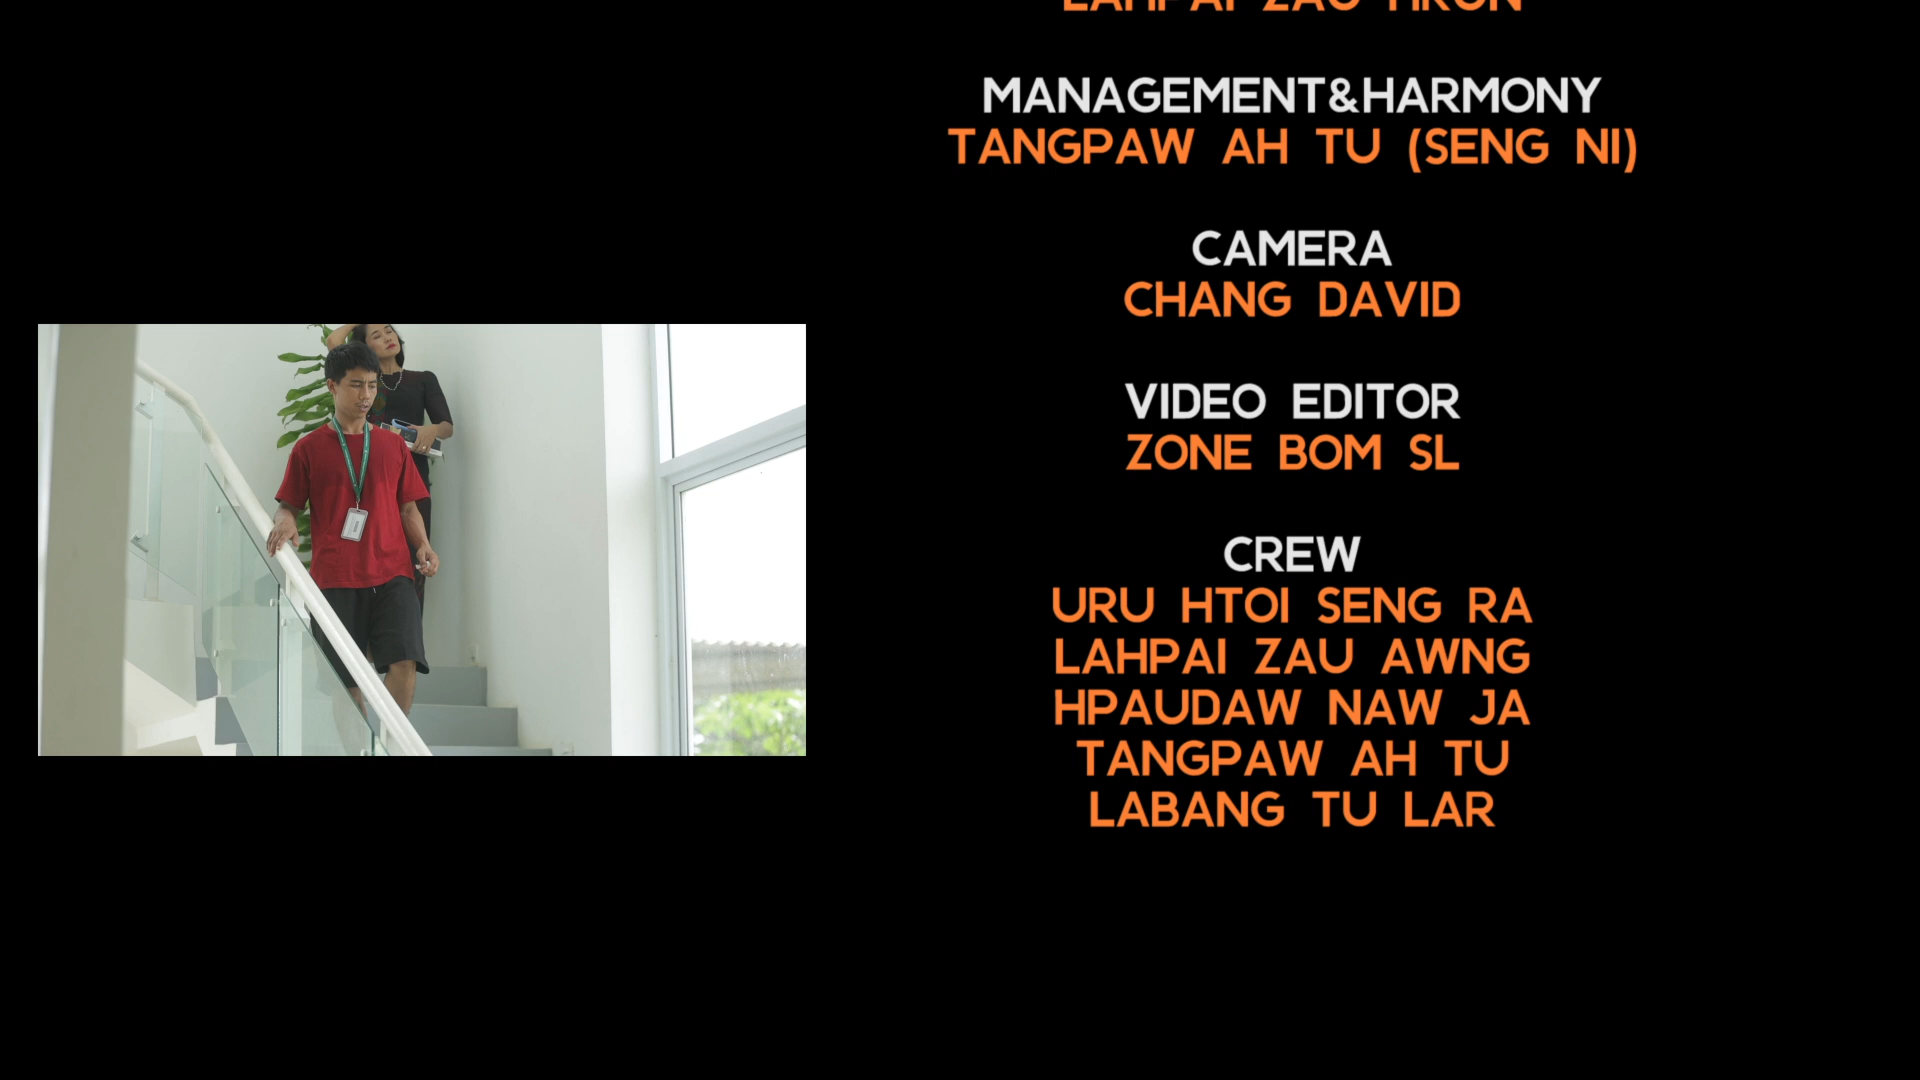 MANAGEMENT&HARMONY
TANGPAW AH TU (SENG NI)
CAMERA
CHANG DAVID
VIDEO EDITOR
ZONE BOM SL
CREW
URU HTOI SENG RA
LAHPAI ZAU AWNG
HPAUDAW NAW JA
TANGPAW AH TU
LABANG TU LAR